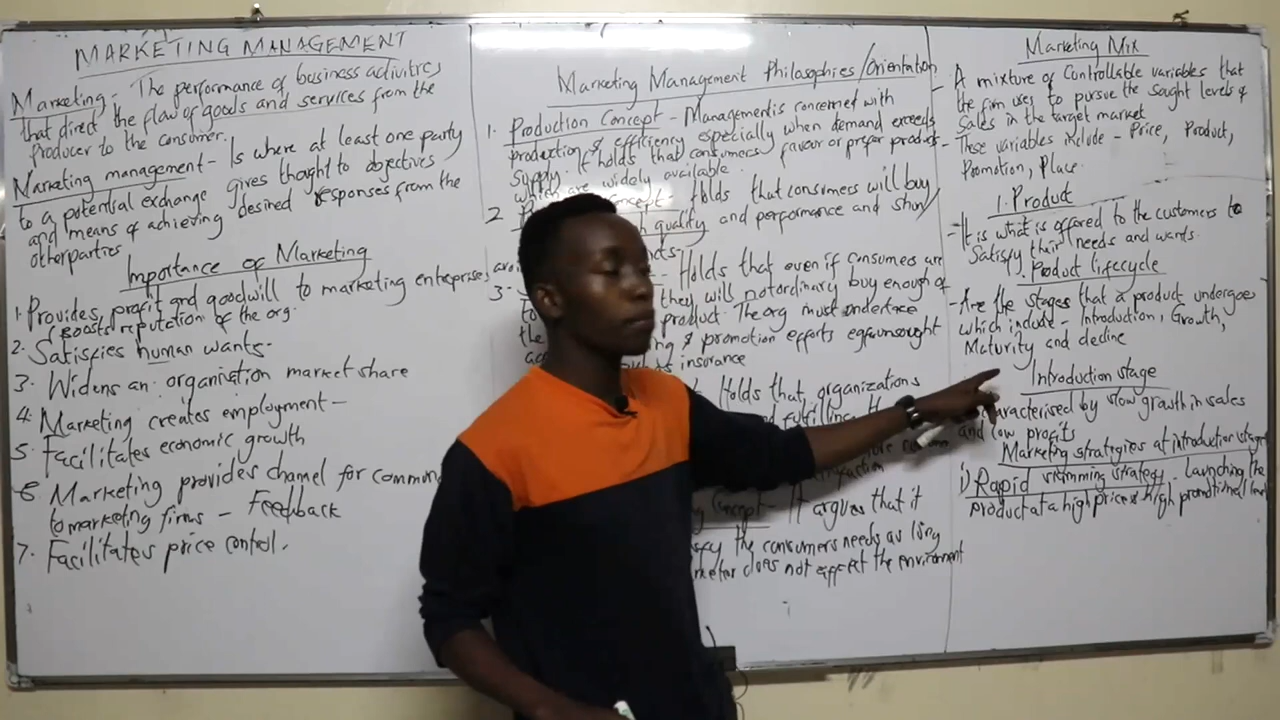 MARKETING MANAGEMENT
Marketing - The performance of business activities
that direct the flow of goods and services from the
producer to the consumer.
Marketing management - Is where at least one party
to a potential exchange gives thought to objectives
and means of achieving desired responses from the
other parties
Importance of Marketing
1. Provides profit and goodwill to marketing enterprise,
(Boosts reputation of the org.
2. Satisfies human wants.
3. Widens an organisation market share
4. Marketing creates employment -
5. Facilitates economic growth
6 Marketing provides channel for commun
to marketing firms - Feedback
7. Facilitates price control.
Marketing Management Philosophies/Orientation
1. Production Concept - Management is concerned with
production & efficiency especially when demand exceeds
supply. It holds that consumers favour or prefer products
which are widely available.
2 Holds that consumers will buy
quality and performance and
3. Holds that even if consumers are
they will not ordinary buy enough of
product. The org must undertake
the & promotion efforts eg unsought
insurance
Holds that, organizations
It argues that it
the consumers needs as long
does not affect the environment
Marketing Mix
- A mixture of Controllable variables that
the firm uses to pursue the sought levels of
sales in the target market
- These variables include - Price, Product,
Promotion, Place.
1. Product
- It is what is offered to the customers to
Satisfy their needs and wants.
Product lifecycle
- Are the stages that a product undergoes
which include - Introduction, Growth,
Maturity and decline
Introduction stage
characterised by slow growth in sales
and low profits
Marketing strategies at introduction stage
i) Rapid skimming strategy - Launching the
product at a high price & high promotional level